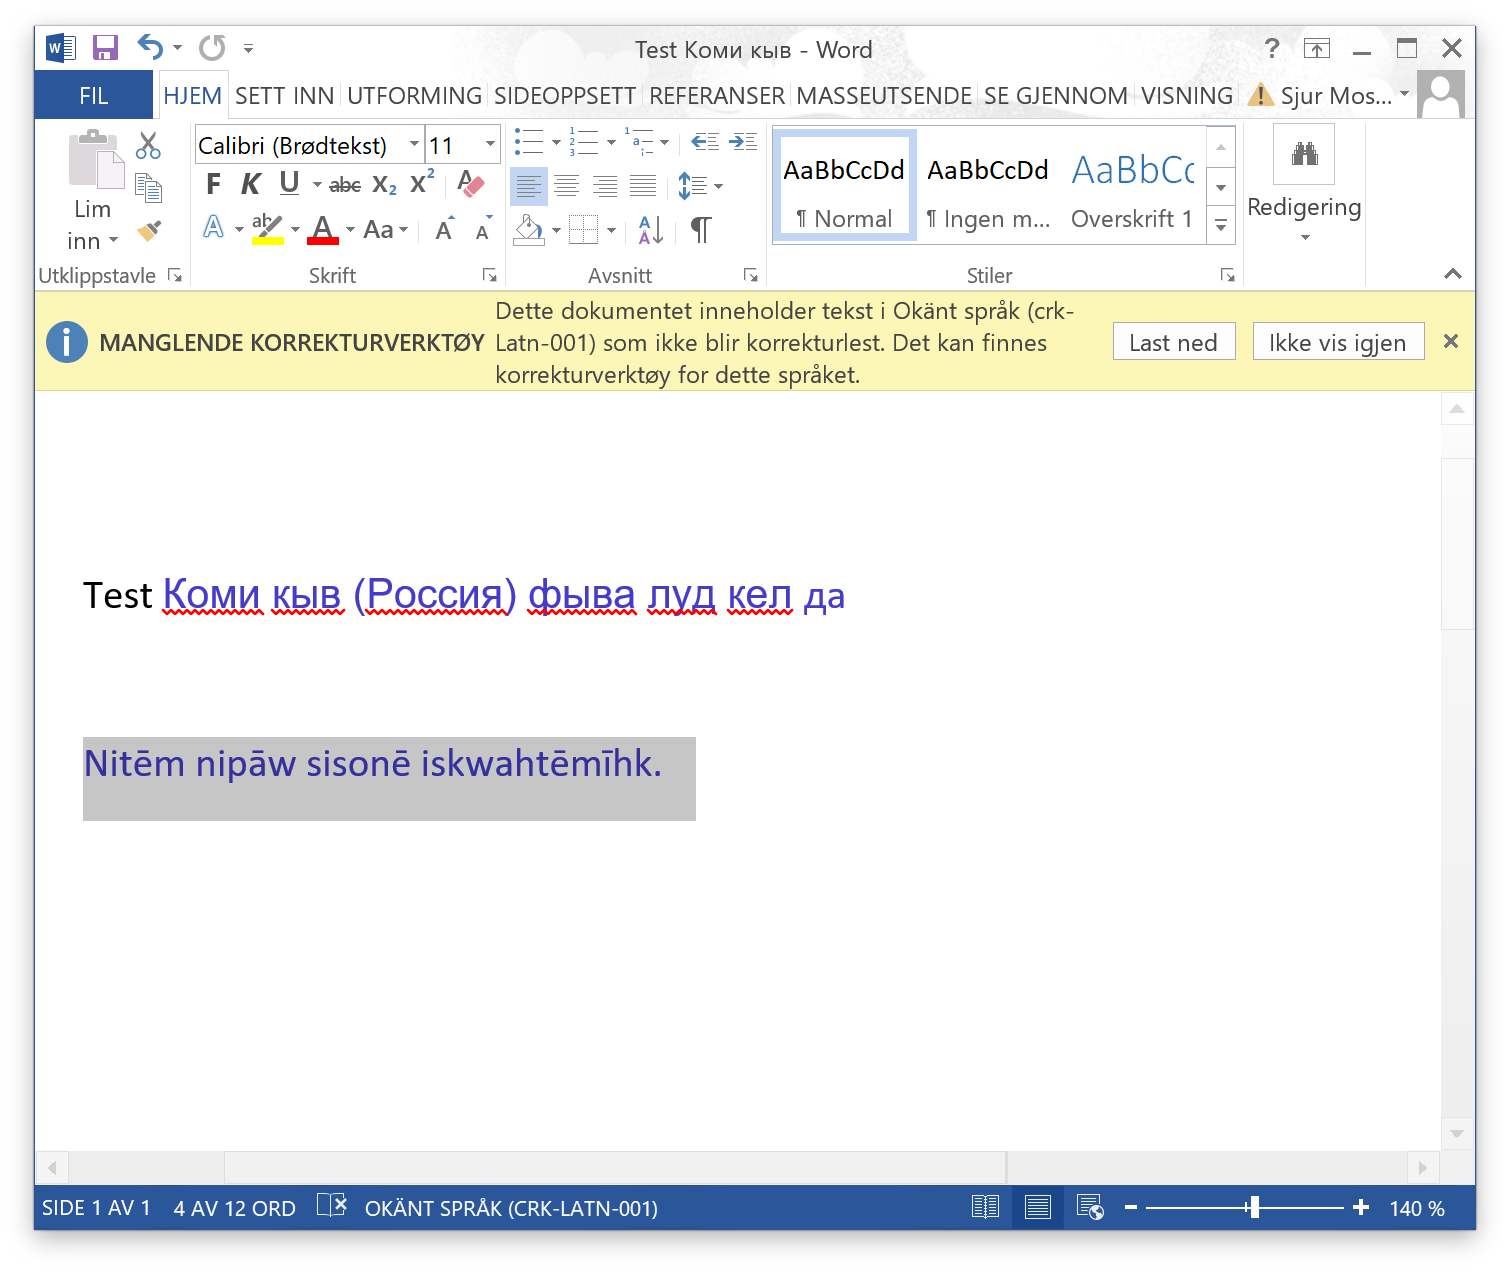 Test Коми кыв - Word
?
FIL HJEM SETT INN UTFORMING SIDEOPPSETT REFERANSER MASSEUTSENDE SE GJENNOM VISNING Sjur Mos...
Lim inn
Calibri (Brødtekst) 11
F K U abc X₂ X²
A ab A Aa A A
AaBbCcDd AaBbCcDd AaBbCc
¶ Normal ¶ Ingen m... Overskrift 1
Redigering
Utklippstavle Skrift Avsnitt Stiler
MANGLENDE KORREKTURVERKTØY
Dette dokumentet inneholder tekst i Okänt språk (crk-
Latn-001) som ikke blir korrekturlest. Det kan finnes
korrekturverktøy for dette språket.
Last ned Ikke vis igjen
Test Коми кыв (Россия) фыва луд кел да
Nitēm nipāw sisonē iskwahtēmīhk.
SIDE 1 AV 1 4 AV 12 ORD OKÄNT SPRÅK (CRK-LATN-001) 140 %